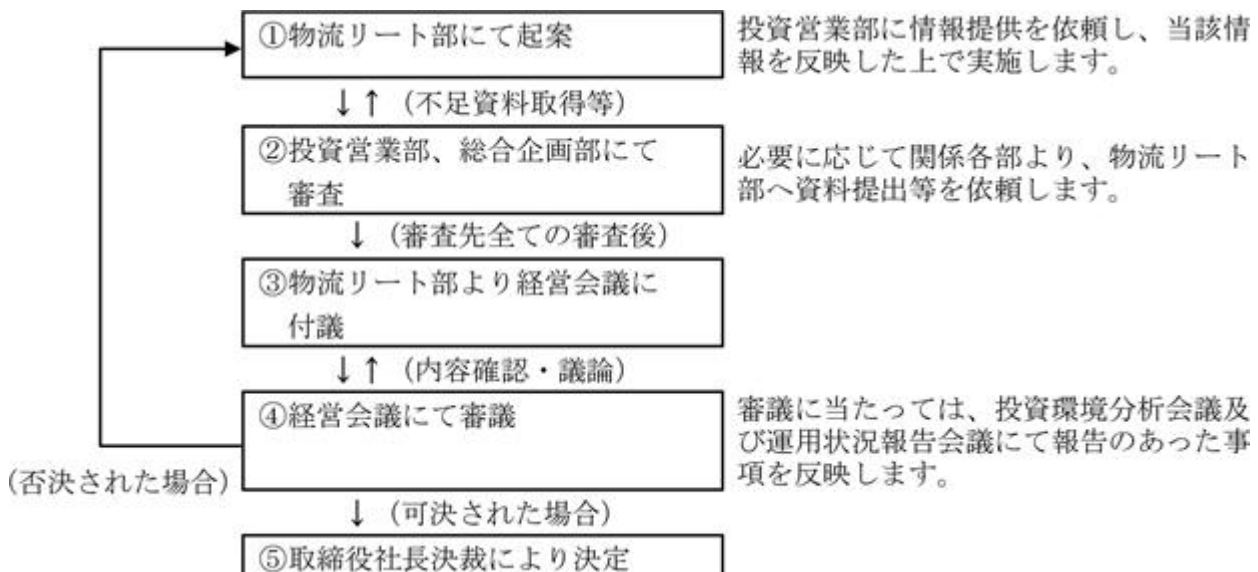 ①物流リート部にて起案
投資営業部に情報提供を依頼し、当該情
報を反映した上で実施します。
↓↑（不足資料取得等）
②投資営業部、総合企画部にて
審査
必要に応じて関係各部より、物流リート
部へ資料提出等を依頼します。
↓（審査先全ての審査後）
③物流リート部より経営会議に
付議
↓↑（内容確認・議論）
④経営会議にて審議
審議に当たっては、投資環境分析会議及
び運用状況報告会議にて報告のあった事
項を反映します。
（否決された場合）
↓（可決された場合）
⑤取締役社長決裁により決定